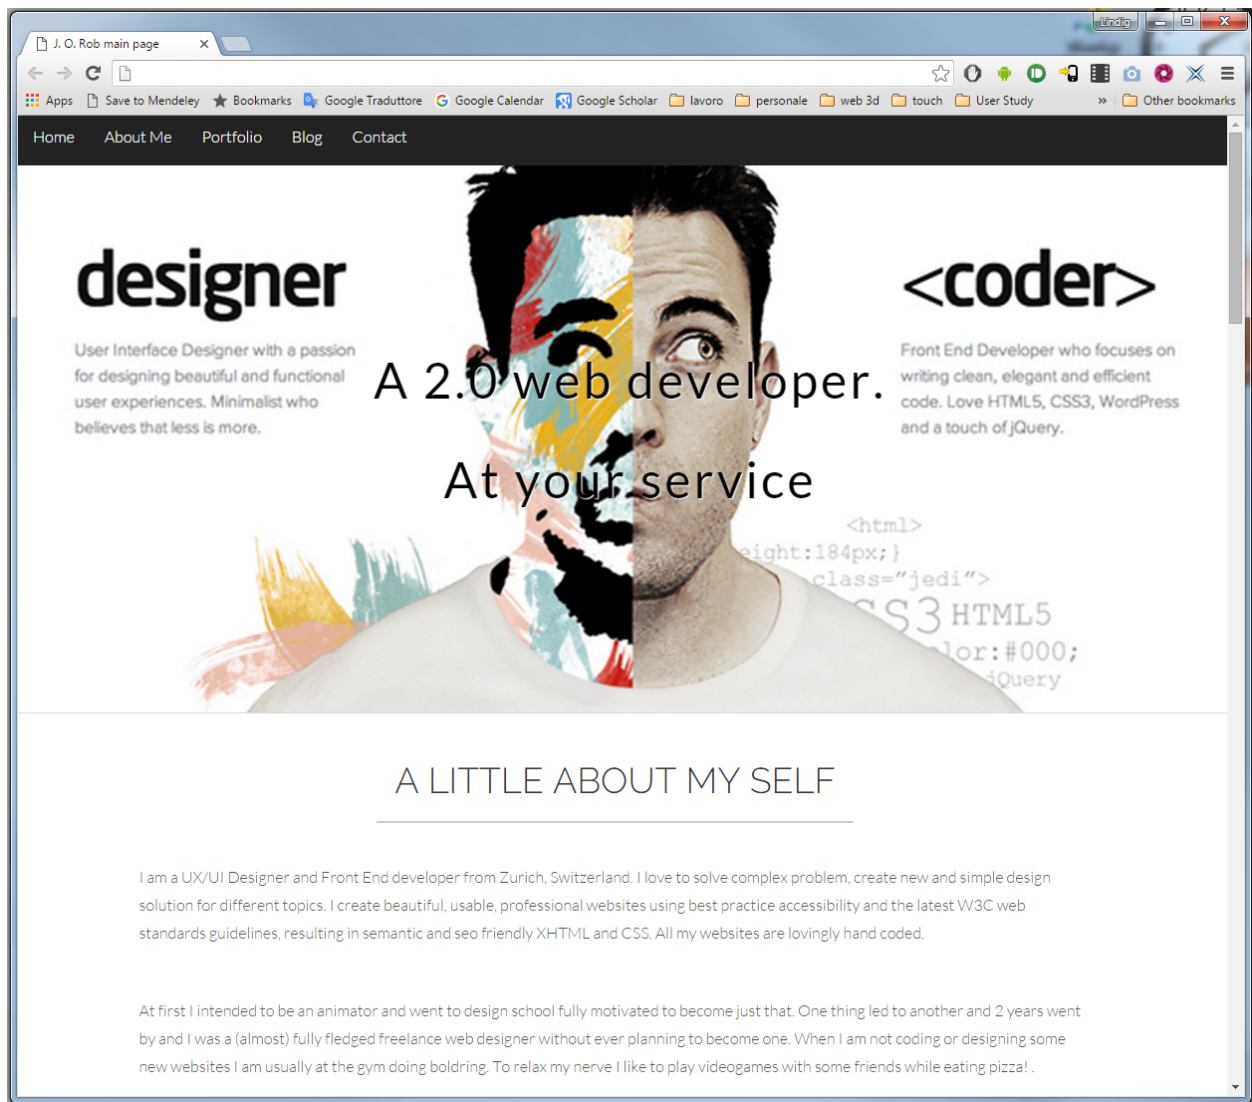 Lindig
J. O. Rob main page
Apps Save to Mendeley Bookmarks Google Traduttore Google Calendar Google Scholar lavoro personale web 3d touch User Study » Other bookmarks
Home About Me Portfolio Blog Contact
designer
User Interface Designer with a passion
for designing beautiful and functional
user experiences. Minimalist who
believes that less is more.
<coder>
Front End Developer who focuses on
writing clean, elegant and efficient
code. Love HTML5, CSS3, WordPress
and a touch of jQuery.
A 2.0 web developer.
At your service
<html>
eight:184px;}
class="jedi">
CSS3 HTML5
lor:#000;
jQuery
A LITTLE ABOUT MY SELF
I am a UX/UI Designer and Front End developer from Zurich, Switzerland. I love to solve complex problem, create new and simple design
solution for different topics. I create beautiful, usable, professional websites using best practice accessibility and the latest W3C web
standards guidelines, resulting in semantic and seo friendly XHTML and CSS. All my websites are lovingly hand coded.
At first I intended to be an animator and went to design school fully motivated to become just that. One thing led to another and 2 years went
by and I was a (almost) fully fledged freelance web designer without ever planning to become one. When I am not coding or designing some
new websites I am usually at the gym doing boldring. To relax my nerve I like to play videogames with some friends while eating pizza! .